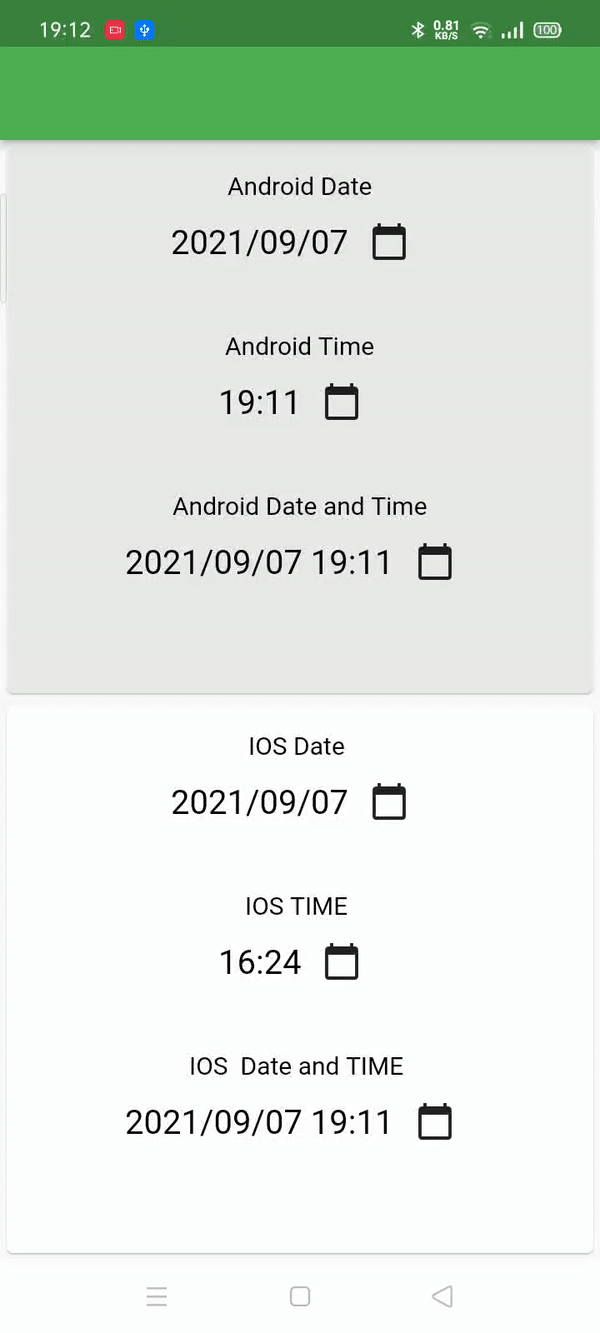 19:12 0.81 KB/S 100
Android Date
2021/09/07
Android Time
19:11
Android Date and Time
2021/09/07 19:11
IOS Date
2021/09/07
IOS TIME
16:24
IOS  Date and TIME
2021/09/07 19:11